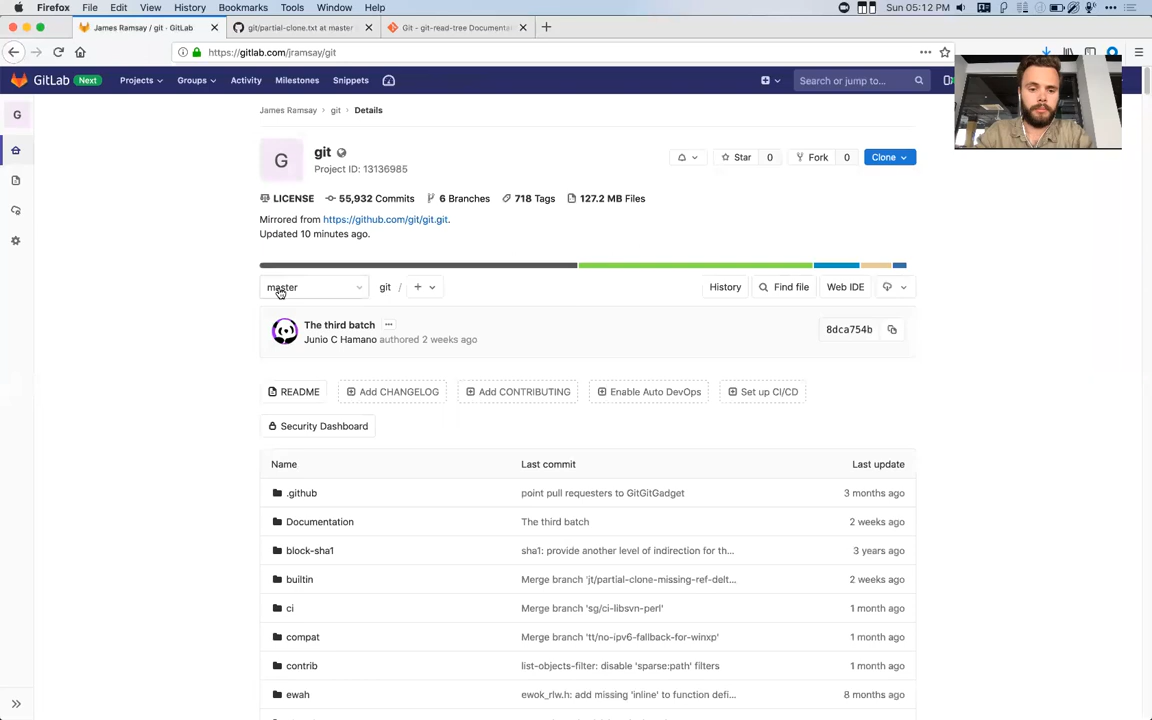 Firefox File Edit View History Bookmarks Tools Window Help
Sun 05:12 PM
James Ramsay / git · GitLab
git/partial-clone.txt at master
Git - git-read-tree Documenta
https://gitlab.com/jramsay/git
GitLab Next Projects Groups Activity Milestones Snippets
Search or jump to...
James Ramsay > git > Details
G
G
git
Project ID: 13136985
Star 0 Fork 0 Clone
LICENSE 55,932 Commits 6 Branches 718 Tags 127.2 MB Files
Mirrored from https://github.com/git/git.git.
Updated 10 minutes ago.
master git / +
History Find file Web IDE
The third batch
Junio C Hamano authored 2 weeks ago
8dca754b
README Add CHANGELOG Add CONTRIBUTING Enable Auto DevOps Set up CI/CD
Security Dashboard
Name Last commit Last update
.github point pull requesters to GitGitGadget 3 months ago
Documentation The third batch 2 weeks ago
block-sha1 sha1: provide another level of indirection for th... 3 years ago
builtin Merge branch 'jt/partial-clone-missing-ref-delt... 2 weeks ago
ci Merge branch 'sg/ci-libsvn-perl' 1 month ago
compat Merge branch 'tt/no-ipv6-fallback-for-winxp' 1 month ago
contrib list-objects-filter: disable 'sparse:path' filters 1 month ago
ewah ewok_rlw.h: add missing 'inline' to function defi... 8 months ago